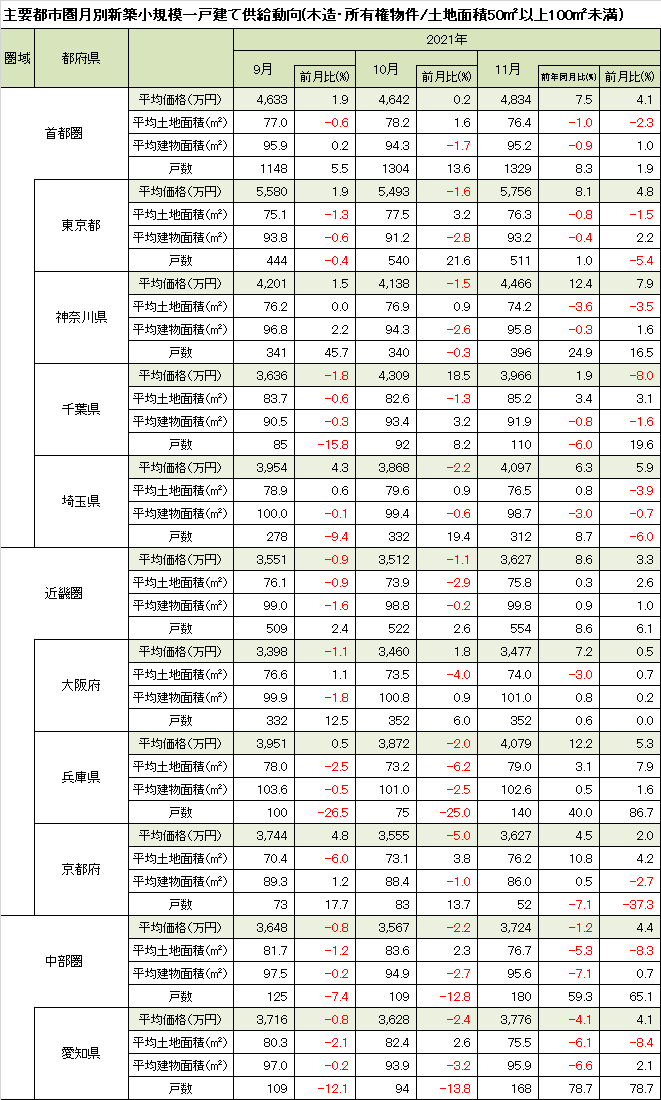 主要都市圏月別新築小規模一戸建て供給動向(木造・所有権物件/土地面積50㎡以上100㎡未満)
圏域 都府県 2021年
9月 前月比(%) 10月 前月比(%) 11月 前年同月比(%) 前月比(%)
首都圏
平均価格(万円) 4,633 1.9 4,642 0.2 4,834 7.5 4.1
平均土地面積(㎡) 77.0 -0.6 78.2 1.6 76.4 -1.0 -2.3
平均建物面積(㎡) 95.9 0.2 94.3 -1.7 95.2 -0.9 1.0
戸数 1148 5.5 1304 13.6 1329 8.3 1.9
東京都
平均価格(万円) 5,580 1.9 5,493 -1.6 5,756 8.1 4.8
平均土地面積(㎡) 75.1 -1.3 77.5 3.2 76.3 -0.8 -1.5
平均建物面積(㎡) 93.8 -0.6 91.2 -2.8 93.2 -0.4 2.2
戸数 444 -0.4 540 21.6 511 1.0 -5.4
神奈川県
平均価格(万円) 4,201 1.5 4,138 -1.5 4,466 12.4 7.9
平均土地面積(㎡) 76.2 0.0 76.9 0.9 74.2 -3.6 -3.5
平均建物面積(㎡) 96.8 2.2 94.3 -2.6 95.8 -0.3 1.6
戸数 341 45.7 340 -0.3 396 24.9 16.5
千葉県
平均価格(万円) 3,636 -1.8 4,309 18.5 3,966 1.9 -8.0
平均土地面積(㎡) 83.7 -0.6 82.6 -1.3 85.2 3.4 3.1
平均建物面積(㎡) 90.5 -0.3 93.4 3.2 91.9 -0.8 -1.6
戸数 85 -15.8 92 8.2 110 -6.0 19.6
埼玉県
平均価格(万円) 3,954 4.3 3,868 -2.2 4,097 6.3 5.9
平均土地面積(㎡) 78.9 0.6 79.6 0.9 76.5 0.8 -3.9
平均建物面積(㎡) 100.0 -0.1 99.4 -0.6 98.7 -3.0 -0.7
戸数 278 -9.4 332 19.4 312 8.7 -6.0
近畿圏
平均価格(万円) 3,551 -0.9 3,512 -1.1 3,627 8.6 3.3
平均土地面積(㎡) 76.1 -0.9 73.9 -2.9 75.8 0.3 2.6
平均建物面積(㎡) 99.0 -1.6 98.8 -0.2 99.8 0.9 1.0
戸数 509 2.4 522 2.6 554 8.6 6.1
大阪府
平均価格(万円) 3,398 -1.1 3,460 1.8 3,477 7.2 0.5
平均土地面積(㎡) 76.6 1.1 73.5 -4.0 74.0 -3.0 0.7
平均建物面積(㎡) 99.9 -1.8 100.8 0.9 101.0 0.8 0.2
戸数 332 12.5 352 6.0 352 0.6 0.0
兵庫県
平均価格(万円) 3,951 0.5 3,872 -2.0 4,079 12.2 5.3
平均土地面積(㎡) 78.0 -2.5 73.2 -6.2 79.0 3.1 7.9
平均建物面積(㎡) 103.6 -0.5 101.0 -2.5 102.6 0.5 1.6
戸数 100 -26.5 75 -25.0 140 40.0 86.7
京都府
平均価格(万円) 3,744 4.8 3,555 -5.0 3,627 4.5 2.0
平均土地面積(㎡) 70.4 -6.0 73.1 3.8 76.2 10.8 4.2
平均建物面積(㎡) 89.3 1.2 88.4 -1.0 86.0 0.5 -2.7
戸数 73 17.7 83 13.7 52 -7.1 -37.3
中部圏
平均価格(万円) 3,648 -0.8 3,567 -2.2 3,724 -1.2 4.4
平均土地面積(㎡) 81.7 -1.2 83.6 2.3 76.7 -5.3 -8.3
平均建物面積(㎡) 97.5 -0.2 94.9 -2.7 95.6 -7.1 0.7
戸数 125 -7.4 109 -12.8 180 59.3 65.1
愛知県
平均価格(万円) 3,716 -0.8 3,628 -2.4 3,776 -4.1 4.1
平均土地面積(㎡) 80.3 -2.1 82.4 2.6 75.5 -6.1 -8.4
平均建物面積(㎡) 97.0 -0.2 93.9 -3.2 95.9 -6.6 2.1
戸数 109 -12.1 94 -13.8 168 78.7 78.7